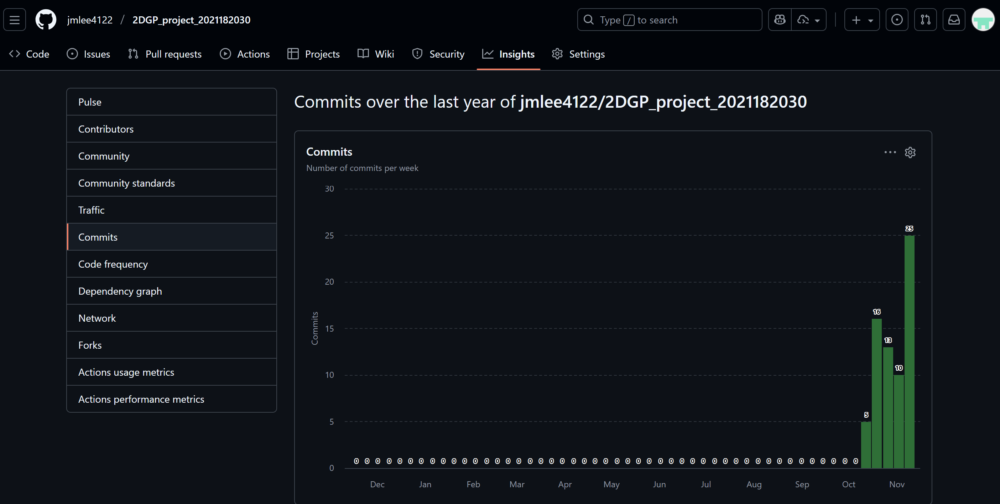 jmlee4122 / 2DGP_project_2021182030
Type / to search
Code Issues Pull requests Actions Projects Wiki Security Insights Settings
Pulse
Contributors
Community
Community standards
Traffic
Commits
Code frequency
Dependency graph
Network
Forks
Actions usage metrics
Actions performance metrics
Commits over the last year of jmlee4122/2DGP_project_2021182030
Commits
Number of commits per week
30
25
20
15
10
5
0
Commits
0 0 0 0 0 0 0 0 0 0 0 0 0 0 0 0 0 0 0 0 0 0 0 0 0 0 0 0 0 0 0 0 0 0 0 0 0 0 0 0 0 0 0 0 0 0 0 5 16 13 10 25
Dec Jan Feb Mar Apr May Jun Jul Aug Sep Oct Nov